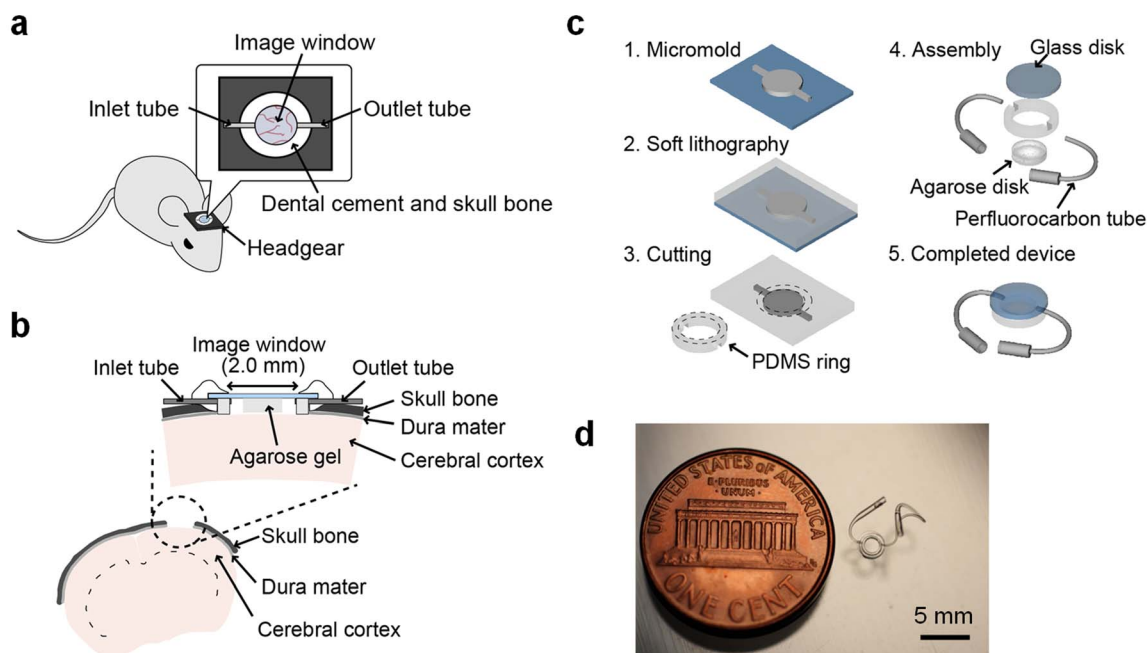 a
Image window
Inlet tube
Outlet tube
Dental cement and skull bone
Headgear
b
Image window
(2.0 mm)
Inlet tube
Outlet tube
Skull bone
Dura mater
Agarose gel
Cerebral cortex
Skull bone
Dura mater
Cerebral cortex
c
1. Micromold
2. Soft lithography
3. Cutting
PDMS ring
4. Assembly
Glass disk
Agarose disk
Perfluorocarbon tube
5. Completed device
d
UNITED STATES OF AMERICA
E·PLURIBUS
UNUM·
ONE CENT
5 mm